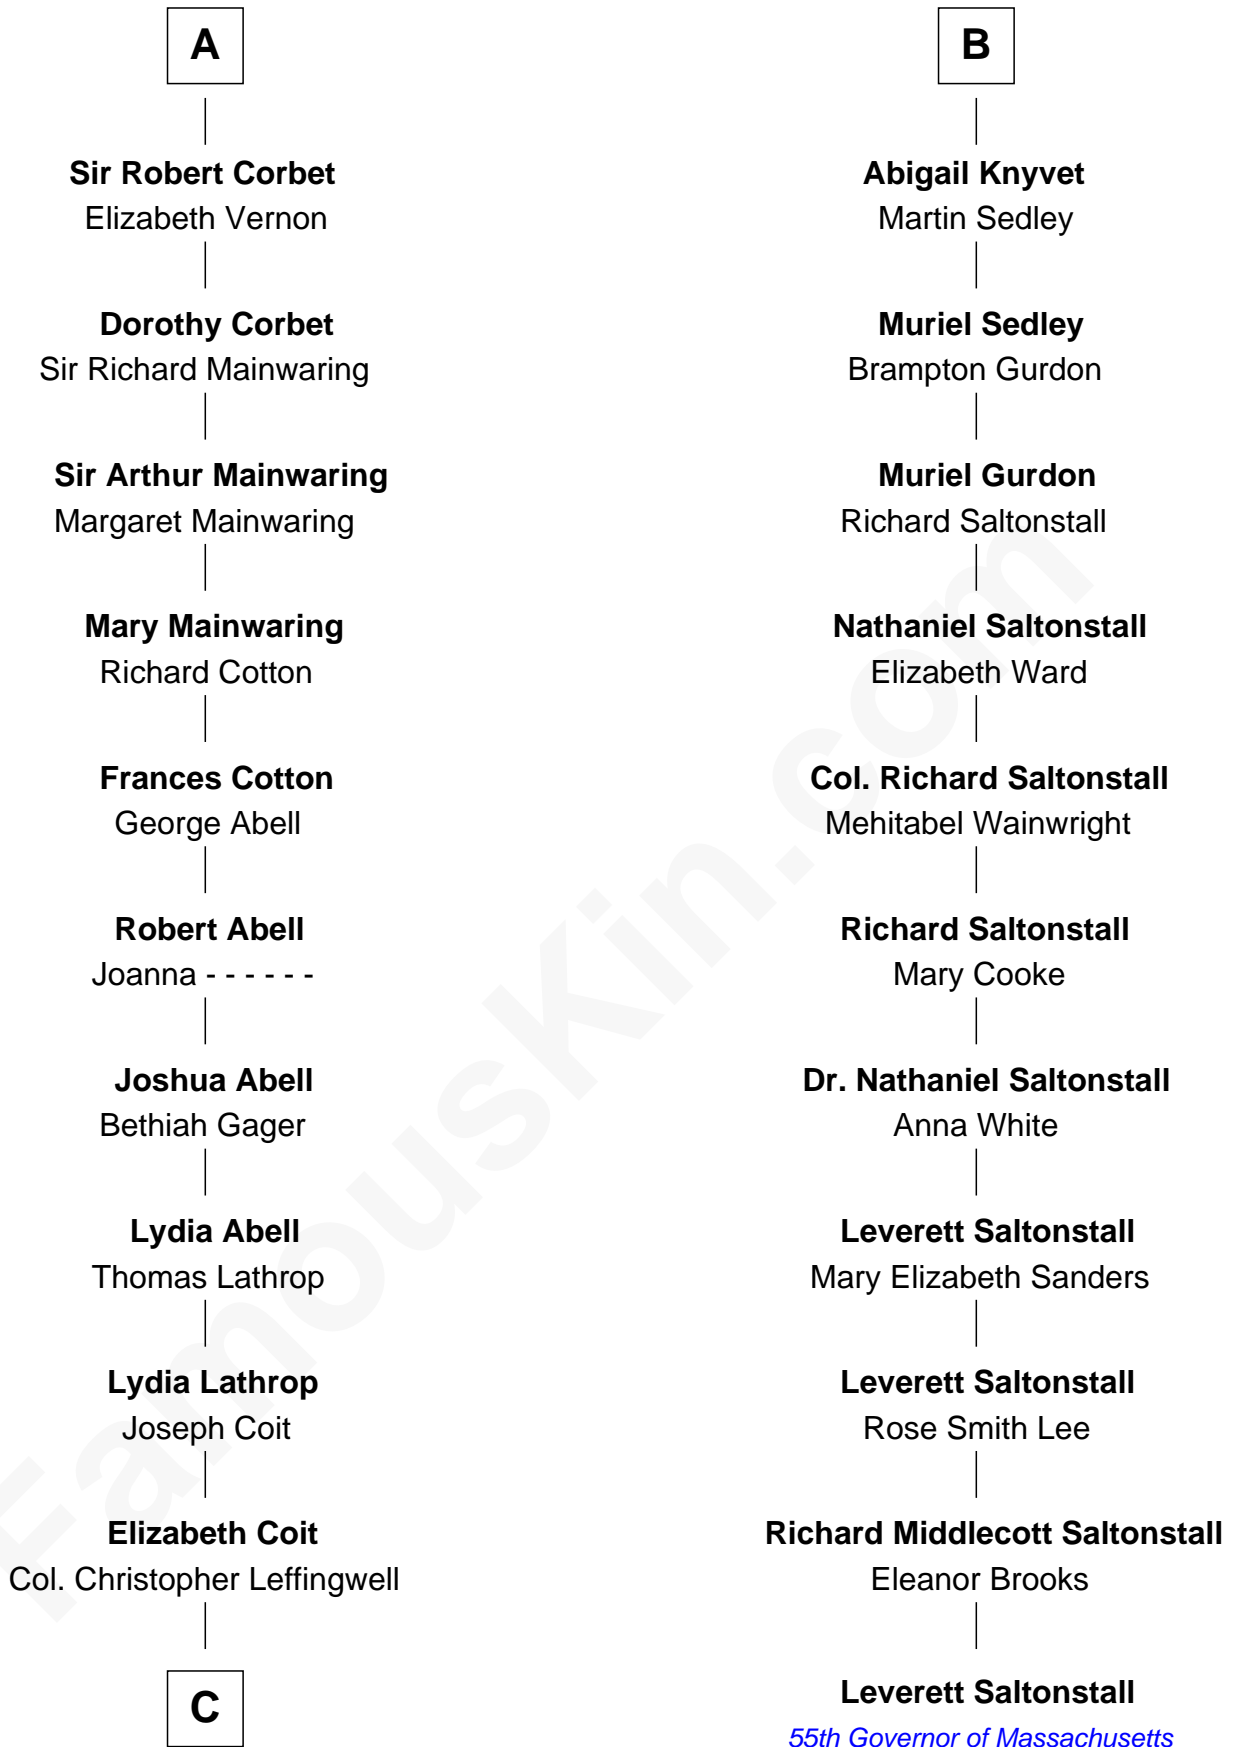 A
Sir Robert Corbet
Elizabeth Vernon
Dorothy Corbet
Sir Richard Mainwaring
Sir Arthur Mainwaring
Margaret Mainwaring
Mary Mainwaring
Richard Cotton
Frances Cotton
George Abell
Robert Abell
Joanna - - - - - -
Joshua Abell
Bethiah Gager
Lydia Abell
Thomas Lathrop
Lydia Lathrop
Joseph Coit
Elizabeth Coit
Col. Christopher Leffingwell
C
B
Abigail Knyvet
Martin Sedley
Muriel Sedley
Brampton Gurdon
Muriel Gurdon
Richard Saltonstall
Nathaniel Saltonstall
Elizabeth Ward
Col. Richard Saltonstall
Mehitabel Wainwright
Richard Saltonstall
Mary Cooke
Dr. Nathaniel Saltonstall
Anna White
Leverett Saltonstall
Mary Elizabeth Sanders
Leverett Saltonstall
Rose Smith Lee
Richard Middlecott Saltonstall
Eleanor Brooks
Leverett Saltonstall
55th Governor of Massachusetts
FamousKin.com